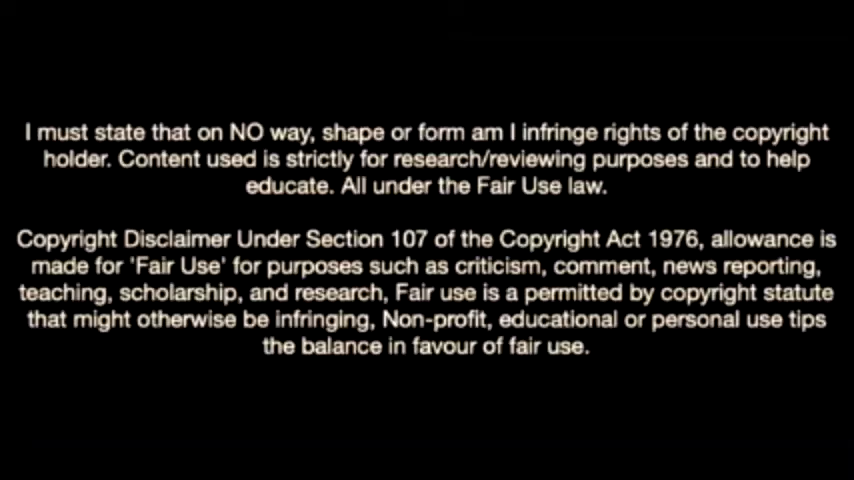 I must state that on NO way, shape or form am I infringe rights of the copyright
holder. Content used is strictly for research/reviewing purposes and to help
educate. All under the Fair Use law.
Copyright Disclaimer Under Section 107 of the Copyright Act 1976, allowance is
made for 'Fair Use' for purposes such as criticism, comment, news reporting,
teaching, scholarship, and research, Fair use is a permitted by copyright statute
that might otherwise be infringing, Non-profit, educational or personal use tips
the balance in favour of fair use.